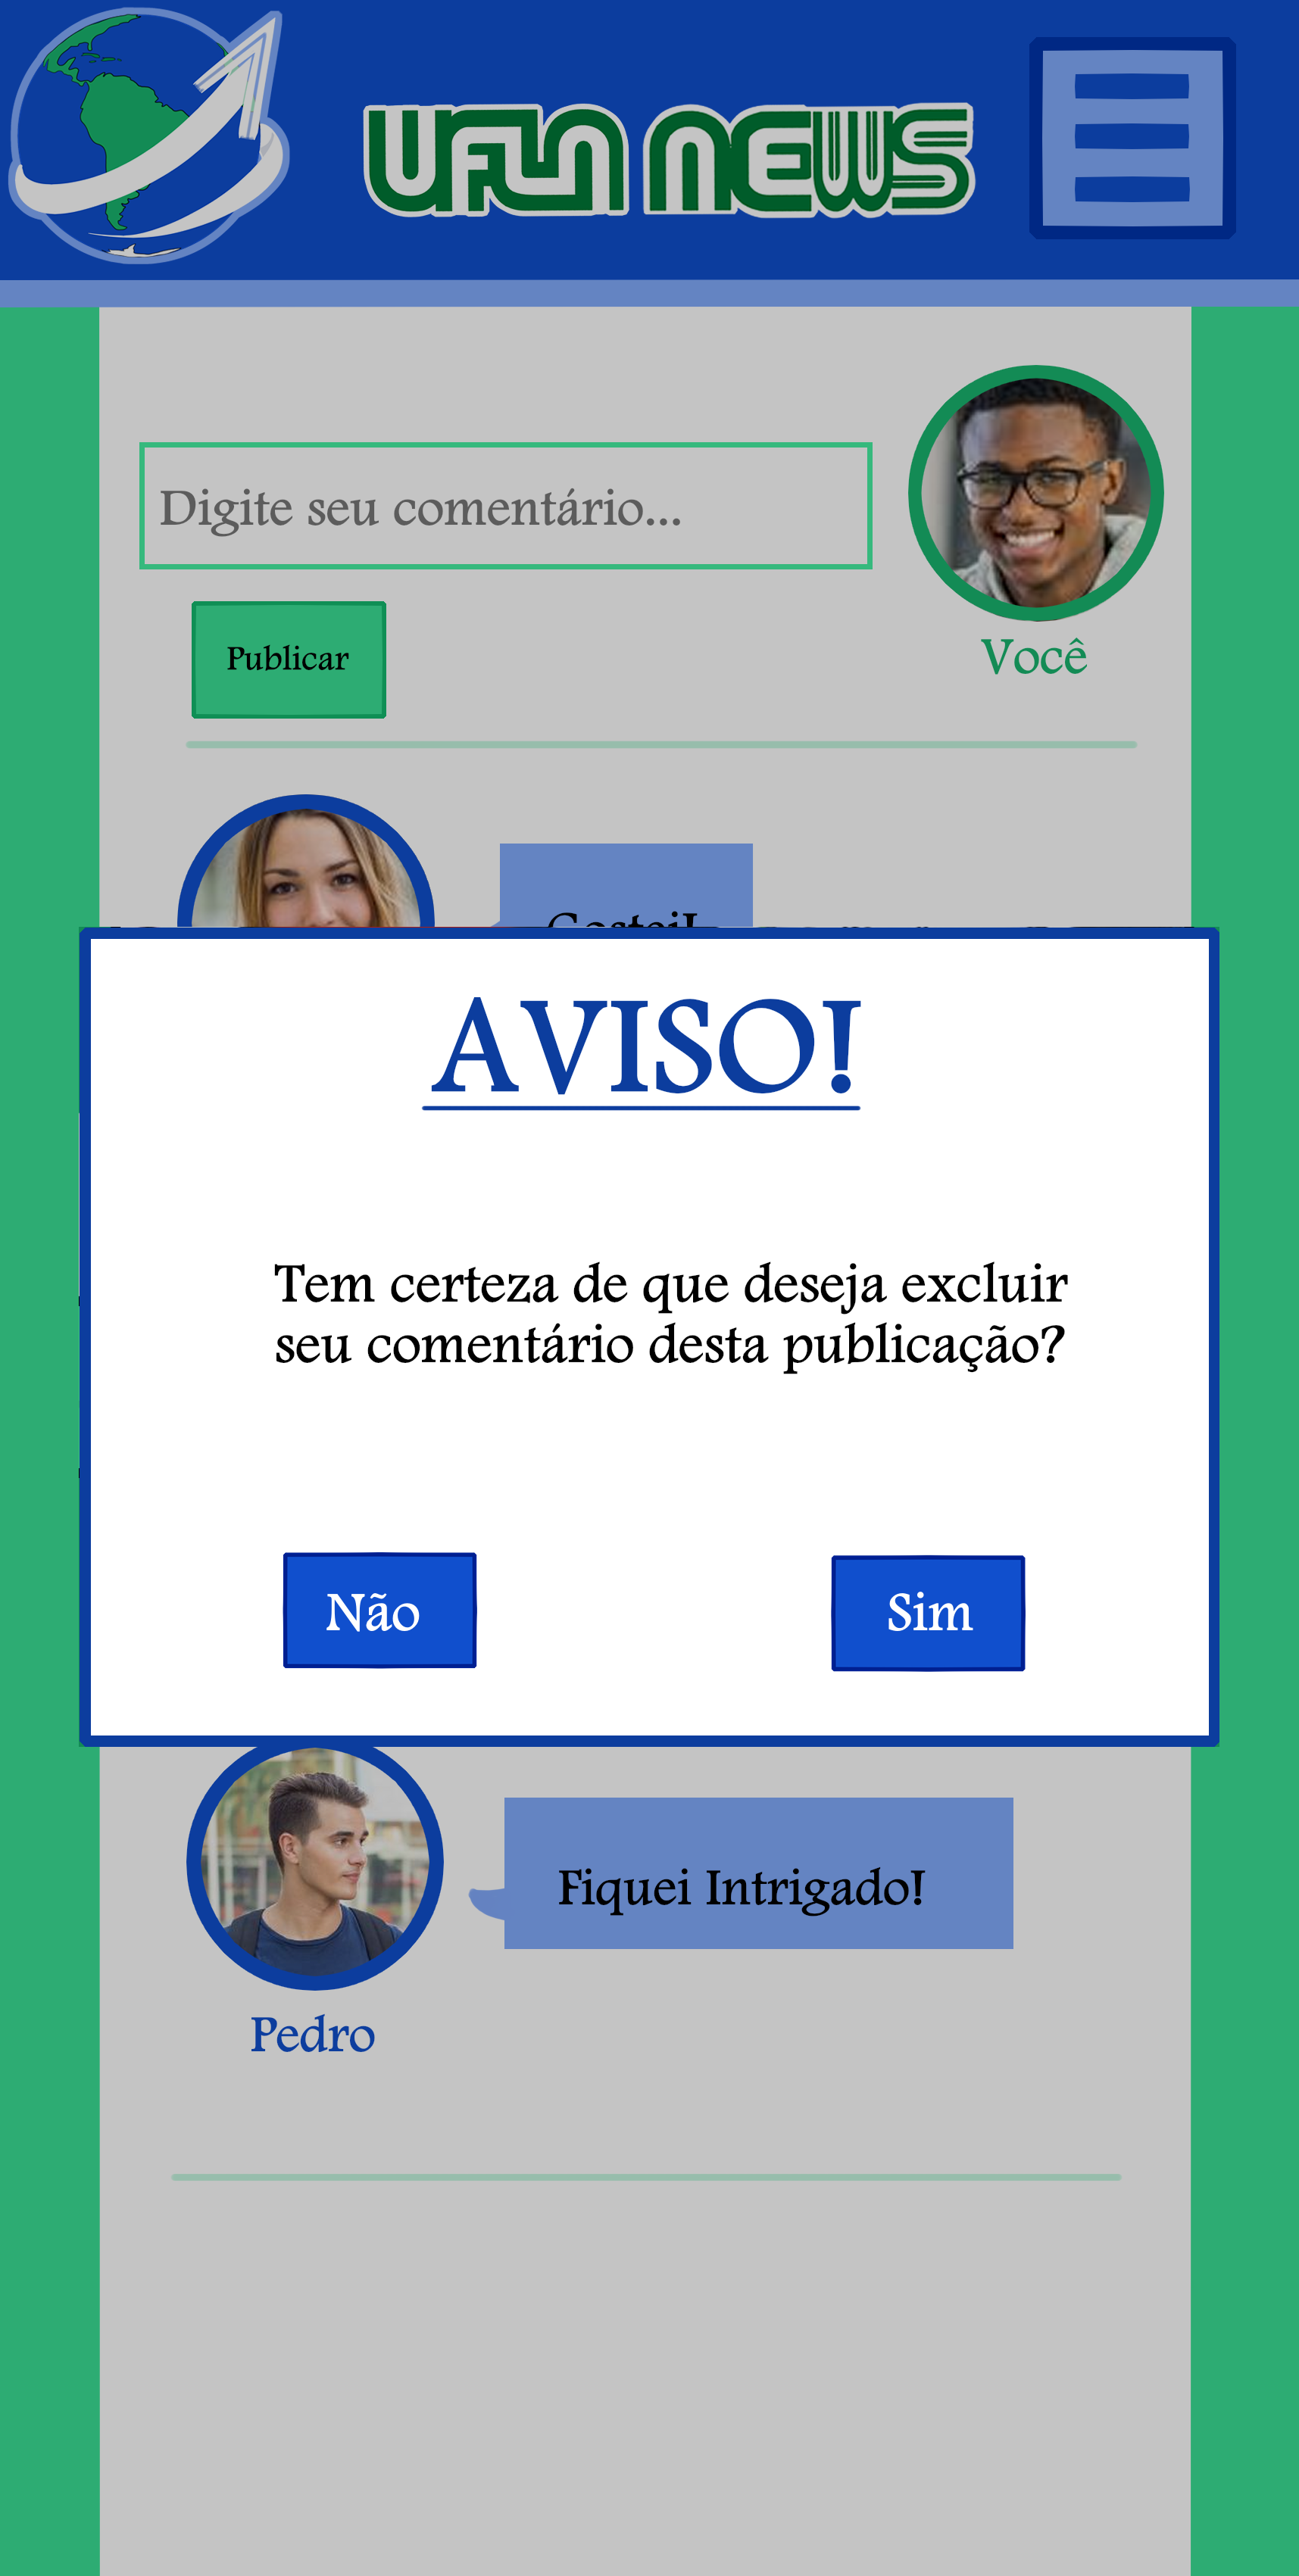 UFLN NEWS
Digite seu comentário...
Publicar
Você
Gostei!
AVISO!
Tem certeza de que deseja excluir
seu comentário desta publicação?
Não
Sim
Fiquei Intrigado!
Pedro